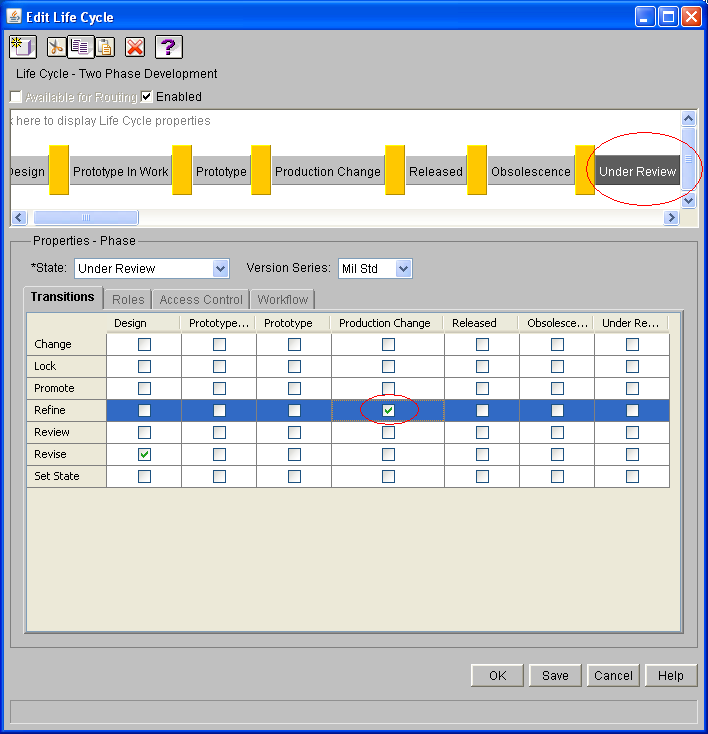 Edit Life Cycle
?
Life Cycle - Two Phase Development
Available for Routing Enabled
k here to display Life Cycle properties
Design Prototype In Work Prototype Production Change Released Obsolescence Under Review
Properties - Phase
*State: Under Review Version Series: Mil Std
Transitions Roles Access Control Workflow
Design Prototype... Prototype Production Change Released Obsolesce... Under Re...
Change
Lock
Promote
Refine
Review
Revise
Set State
OK Save Cancel Help